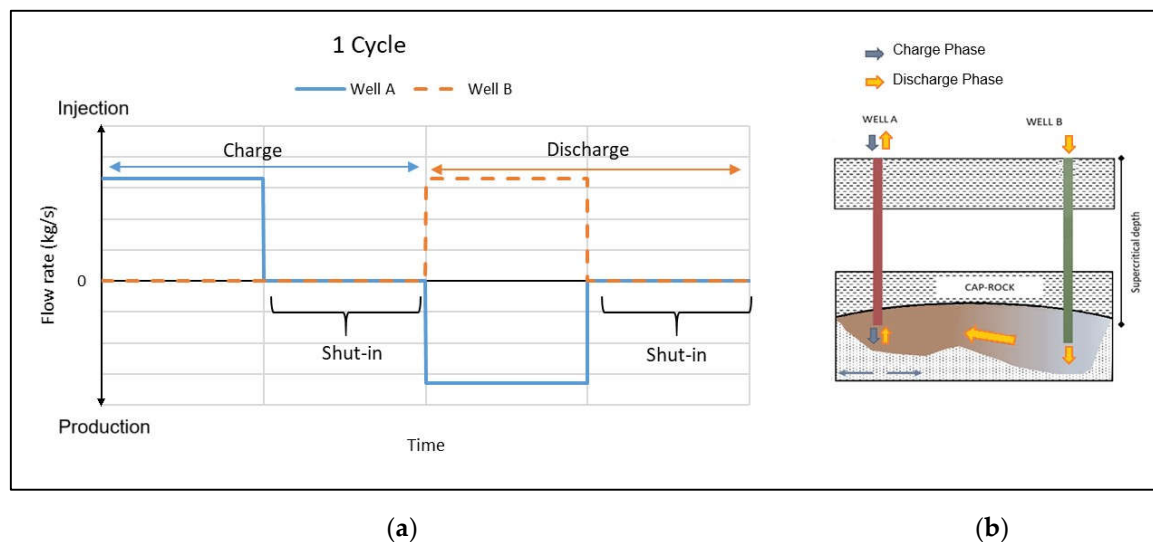 1 Cycle
Well A
Well B
Injection
Charge
Discharge
Flow rate (kg/s)
0
Shut-in
Shut-in
Production
Time
Charge Phase
Discharge Phase
WELL A
WELL B
Supercritical depth
CAP-ROCK
(a)
(b)